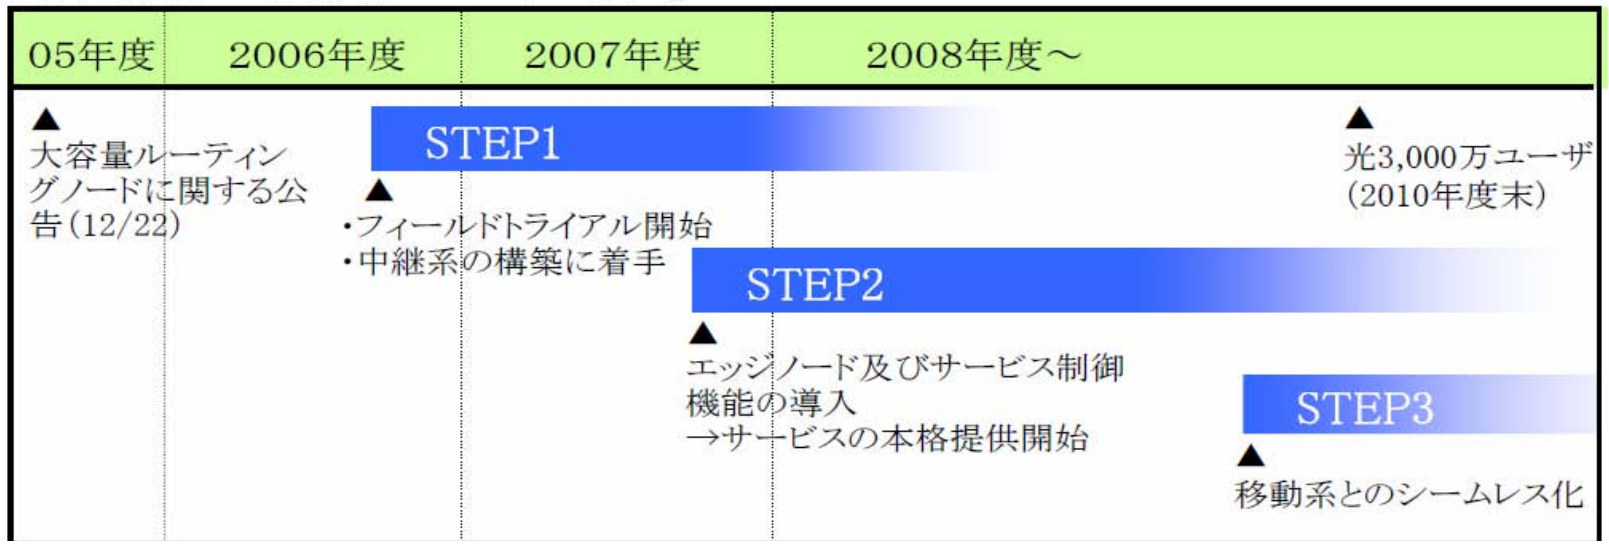 05年度
2006年度
2007年度
2008年度～
▲
大容量ルーティン
グノードに関する公
告(12/22)
STEP1
▲
・フィールドトライアル開始
・中継系の構築に着手
▲
光3,000万ユーザ
(2010年度末)
STEP2
▲
エッジノード及びサービス制御
機能の導入
→サービスの本格提供開始
STEP3
▲
移動系とのシームレス化